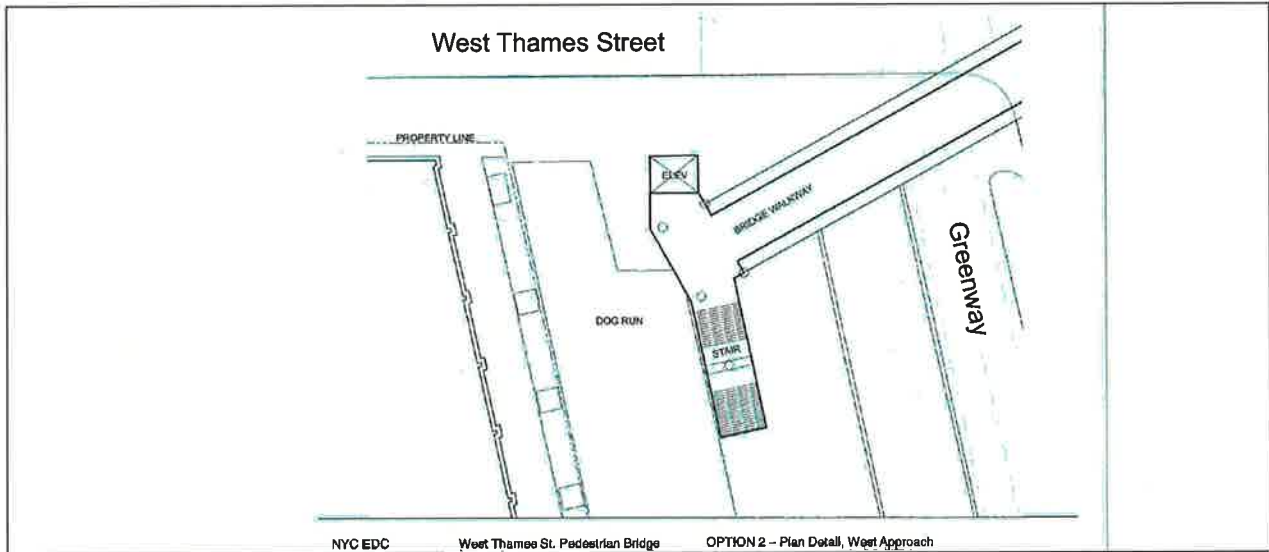 West Thames Street
PROPERTY LINE
ELEV
BRIDGE WALKWAY
Greenway
DOG RUN
STAIR
NYC EDC West Thames St. Pedestrian Bridge OPTION 2 – Plan Detail, West Approach